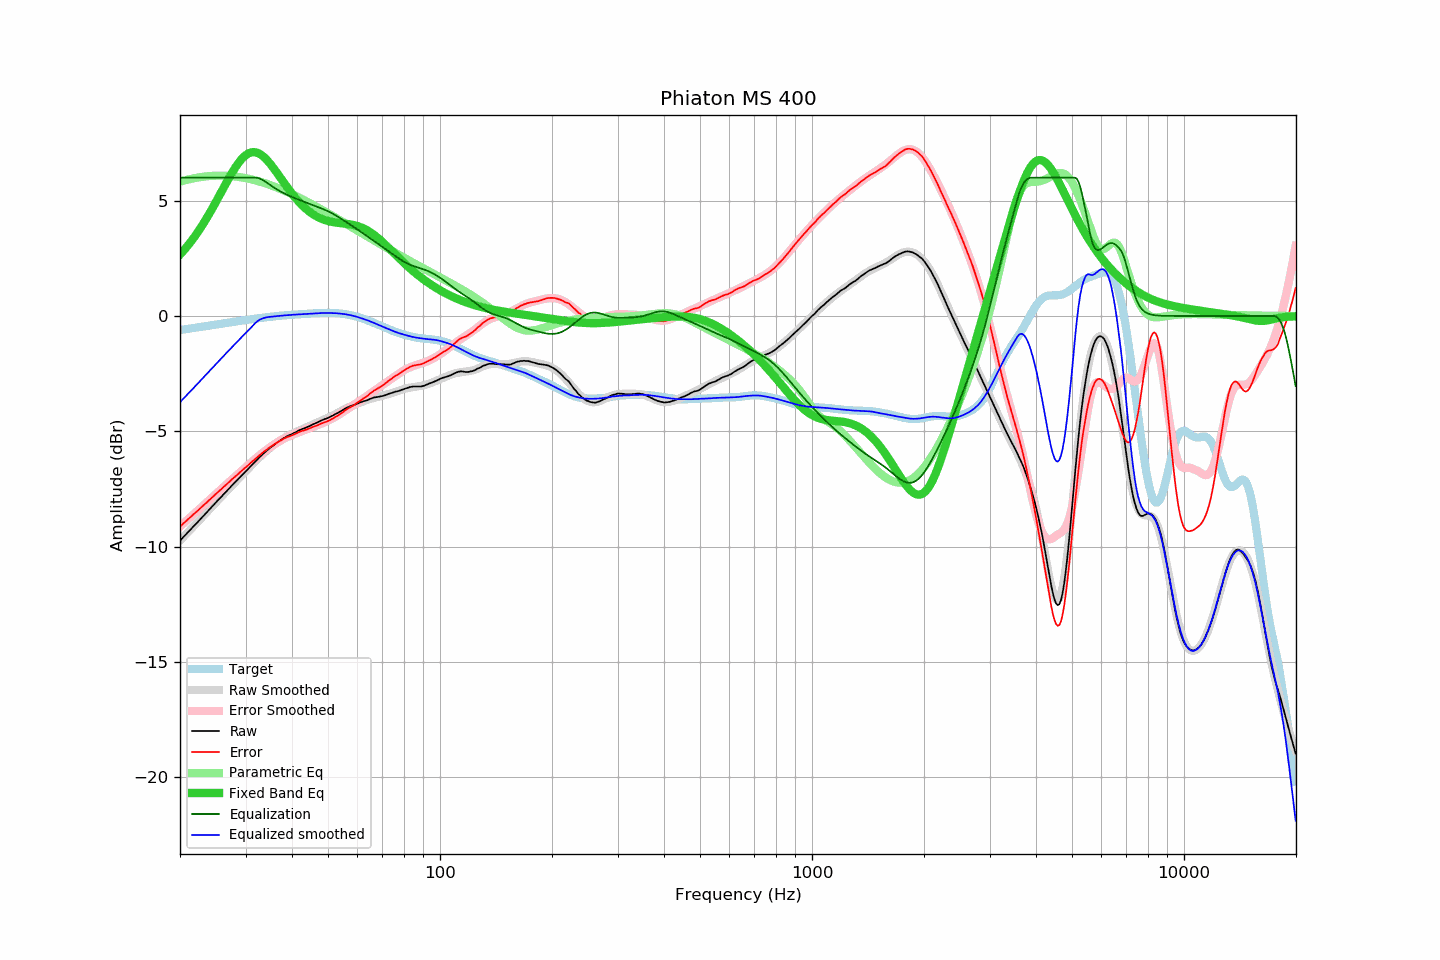 Phiaton MS 400
5
0
−5
−10
−15
−20
Amplitude (dBr)
Target
Raw Smoothed
Error Smoothed
Raw
Error
Parametric Eq
Fixed Band Eq
Equalization
Equalized smoothed
100 1000 10000
Frequency (Hz)